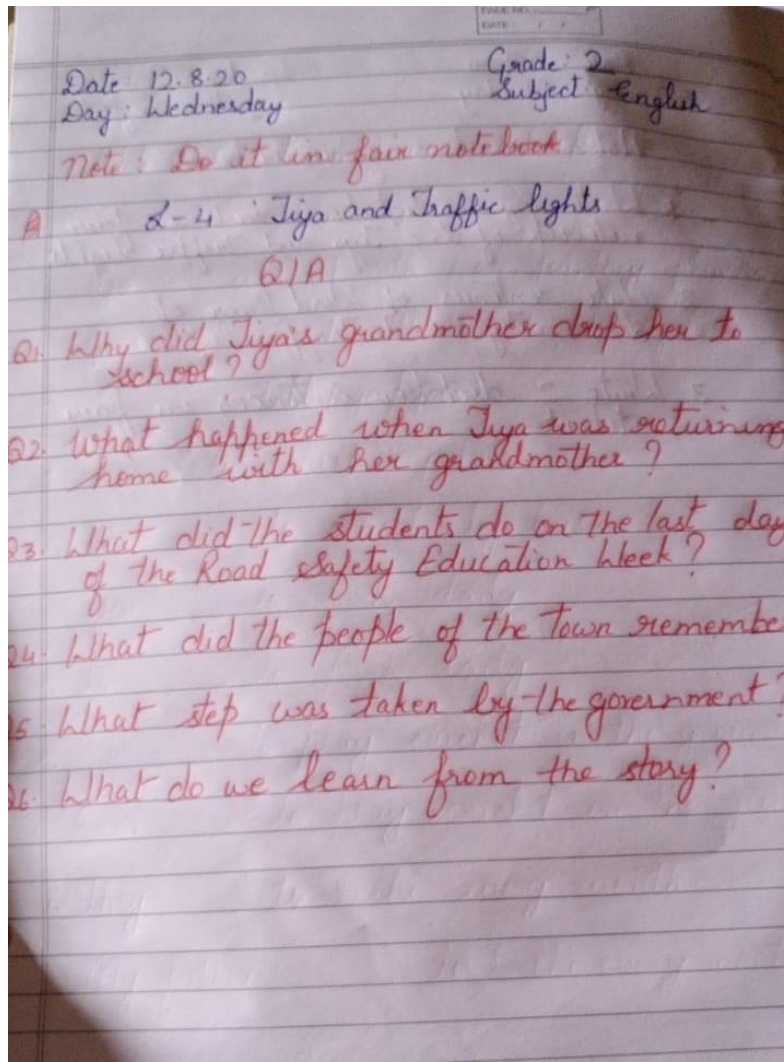 PAGE NO.
DATE: / /
Date: 12.8.20
Grade: 2
Day: Wednesday
Subject: English
Note: Do it in fair notebook
A L-4: Jiya and Traffic lights
Q/A
Q1. Why did Jiya's grandmother drop her to
school?
Q2. What happened when Jiya was returning
home with her grandmother?
Q3. What did the students do on the last day
of the Road Safety Education Week?
Q4. What did the people of the Town remembe
Q5. What step was taken by the government?
Q6. What do we learn from the story?